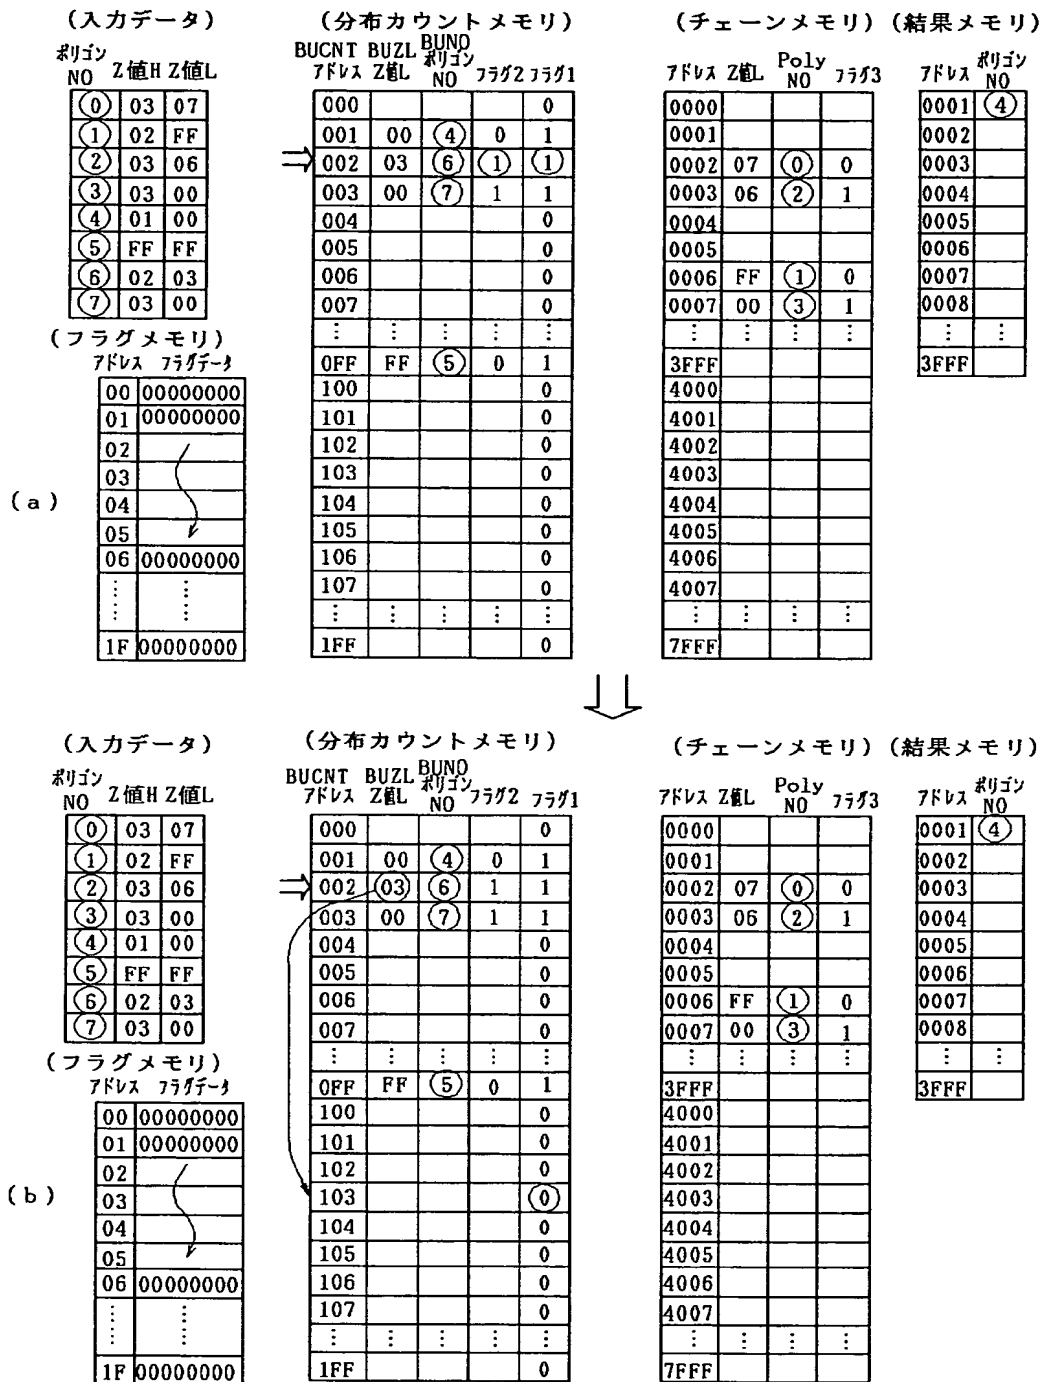 (入力データ) (分布カウントメモリ) (チェーンメモリ) (結果メモリ)
ポリゴンNO Z値H Z値L
⓪ 03 07
① 02 FF
② 03 06
③ 03 00
④ 01 00
⑤ FF FF
⑥ 02 03
⑦ 03 00
(フラグメモリ)
アドレス フラグデータ
00 00000000
01 00000000
02
03
04
05
06 00000000
⋮ ⋮
1F 00000000
(a)
BUCNT アドレス BUZL Z値L BUNO ポリゴンNO フラグ2 フラグ1
000 0
001 00 ④ 0 1
⇒ 002 03 ⑥ ① ①
003 00 ⑦ 1 1
004 0
005 0
006 0
007 0
⋮ ⋮ ⋮ ⋮ ⋮
0FF FF ⑤ 0 1
100 0
101 0
102 0
103 0
104 0
105 0
106 0
107 0
⋮ ⋮ ⋮ ⋮ ⋮
1FF 0
アドレス Z値L Poly NO フラグ3
0000
0001
0002 07 ⓪ 0
0003 06 ② 1
0004
0005
0006 FF ① 0
0007 00 ③ 1
⋮ ⋮ ⋮ ⋮
3FFF
4000
4001
4002
4003
4004
4005
4006
4007
⋮ ⋮ ⋮ ⋮
7FFF
アドレス ポリゴンNO
0001 ④
0002
0003
0004
0005
0006
0007
0008
⋮ ⋮
3FFF
(入力データ) (分布カウントメモリ) (チェーンメモリ) (結果メモリ)
ポリゴンNO Z値H Z値L
⓪ 03 07
① 02 FF
② 03 06
③ 03 00
④ 01 00
⑤ FF FF
⑥ 02 03
⑦ 03 00
(フラグメモリ)
アドレス フラグデータ
00 00000000
01 00000000
02
03
04
05
06 00000000
⋮ ⋮
1F 00000000
(b)
BUCNT アドレス BUZL Z値L BUNO ポリゴンNO フラグ2 フラグ1
000 0
001 00 ④ 0 1
⇒ 002 03 ⑥ 1 1
003 00 ⑦ 1 1
004 0
005 0
006 0
007 0
⋮ ⋮ ⋮ ⋮ ⋮
0FF FF ⑤ 0 1
100 0
101 0
102 0
103 ⓪
104 0
105 0
106 0
107 0
⋮ ⋮ ⋮ ⋮ ⋮
1FF 0
アドレス Z値L Poly NO フラグ3
0000
0001
0002 07 ⓪ 0
0003 06 ② 1
0004
0005
0006 FF ① 0
0007 00 ③ 1
⋮ ⋮ ⋮ ⋮
3FFF
4000
4001
4002
4003
4004
4005
4006
4007
⋮ ⋮ ⋮ ⋮
7FFF
アドレス ポリゴンNO
0001 ④
0002
0003
0004
0005
0006
0007
0008
⋮ ⋮
3FFF